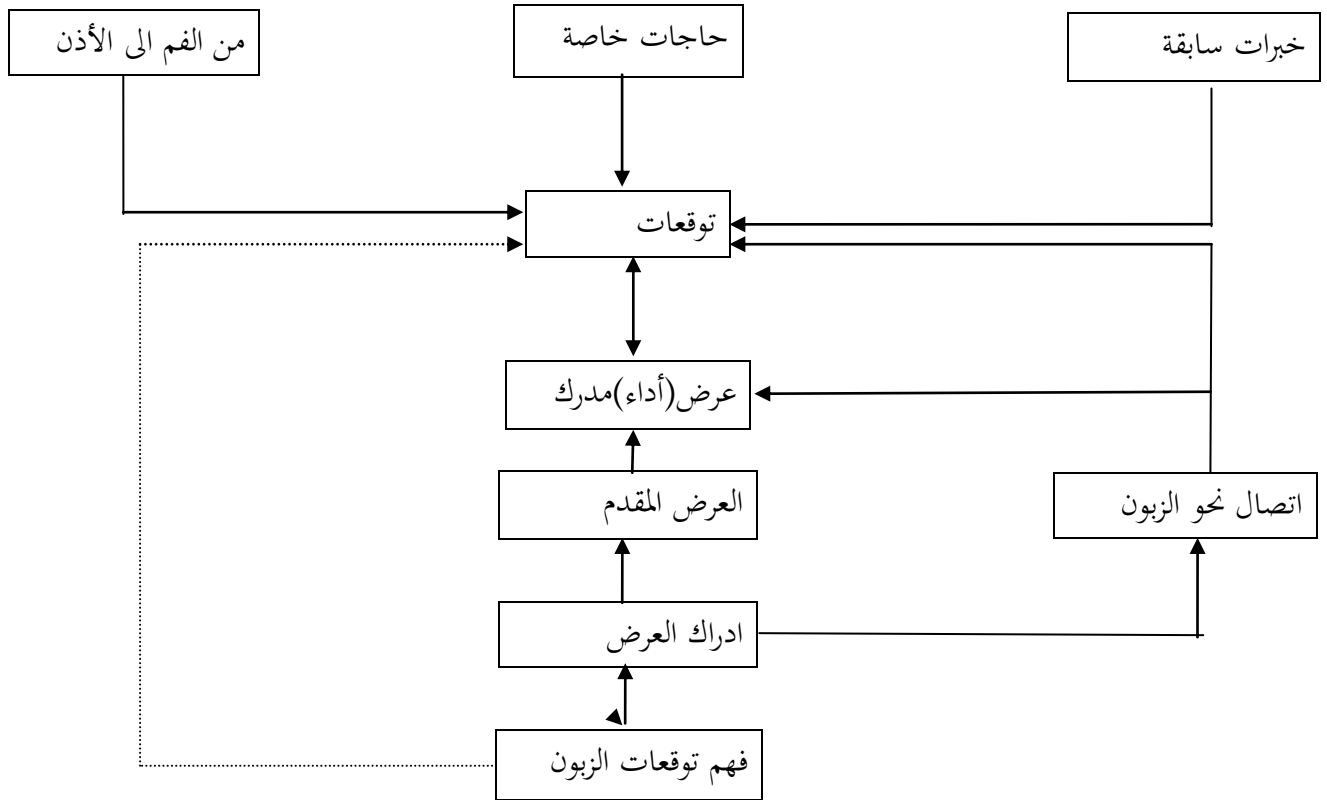 خبرات سابقة
حاجات خاصة
من الفم الى الأذن
توقعات
عرض(أداء)مدرك
العرض المقدم
اتصال نحو الزبون
ادراك العرض
فهم توقعات الزبون